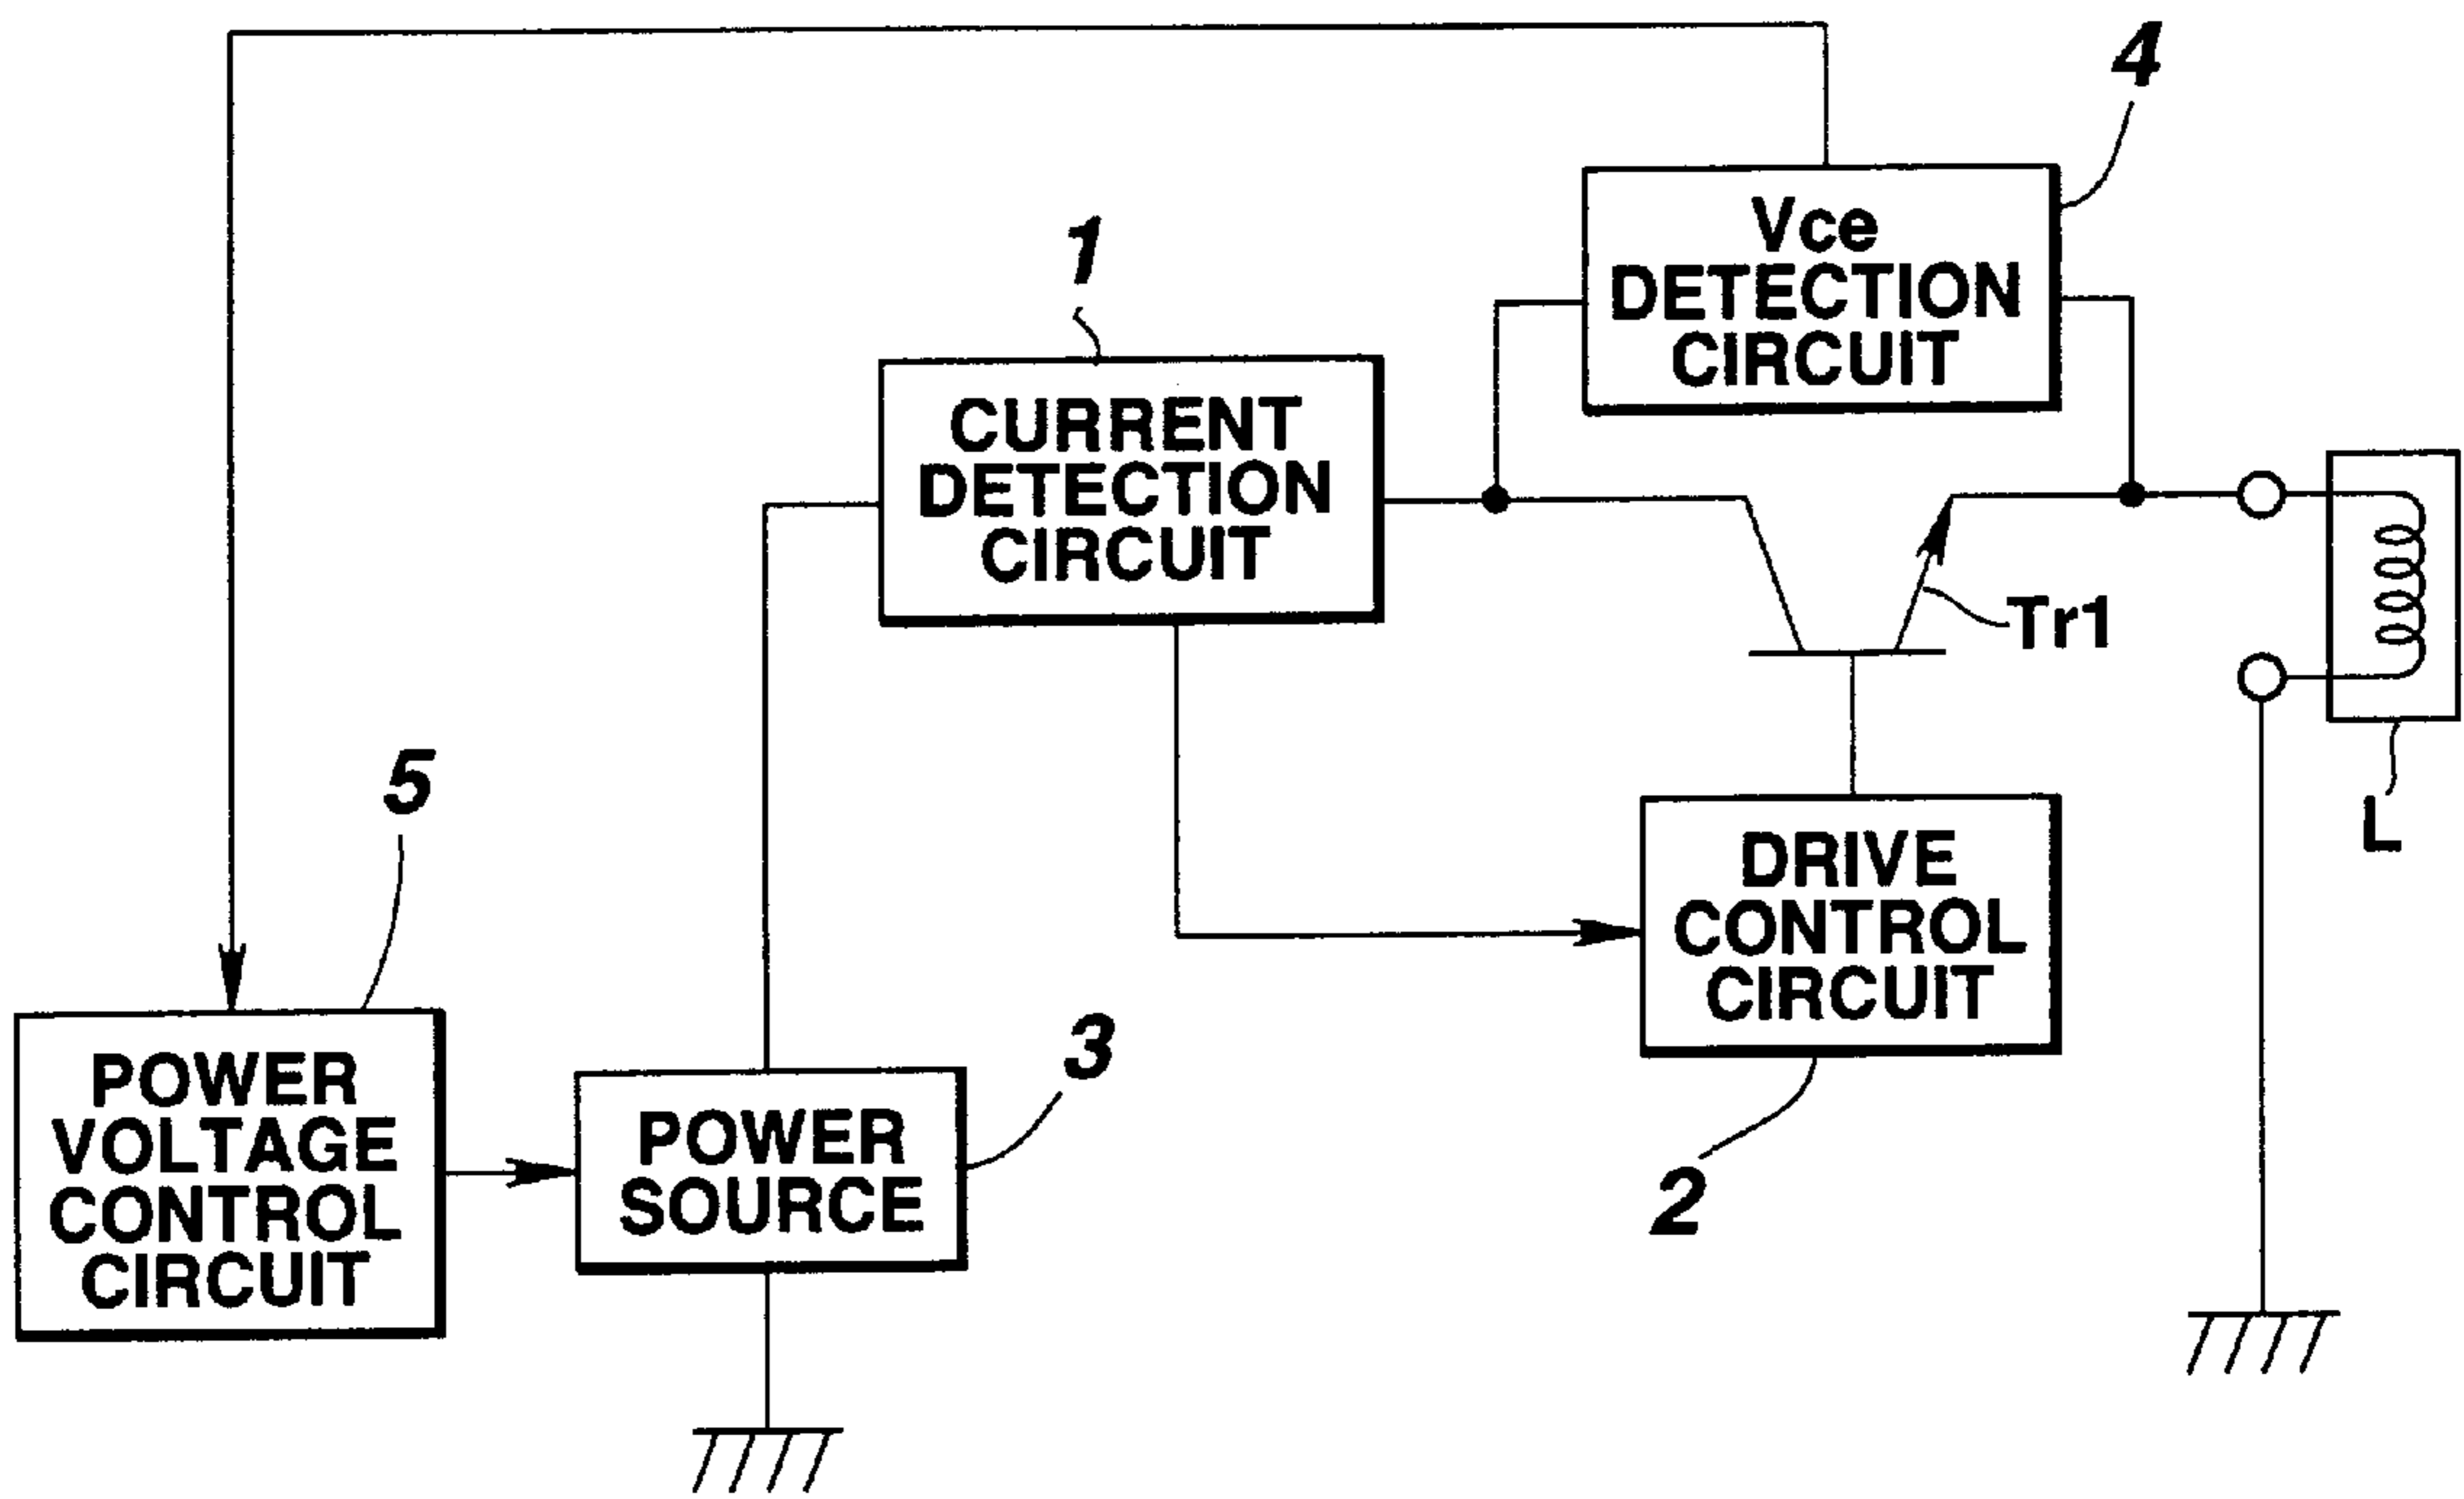 4
Vce
DETECTION
CIRCUIT
1
CURRENT
DETECTION
CIRCUIT
Tr1
L
5
DRIVE
CONTROL
CIRCUIT
2
POWER
VOLTAGE
CONTROL
CIRCUIT
3
POWER
SOURCE